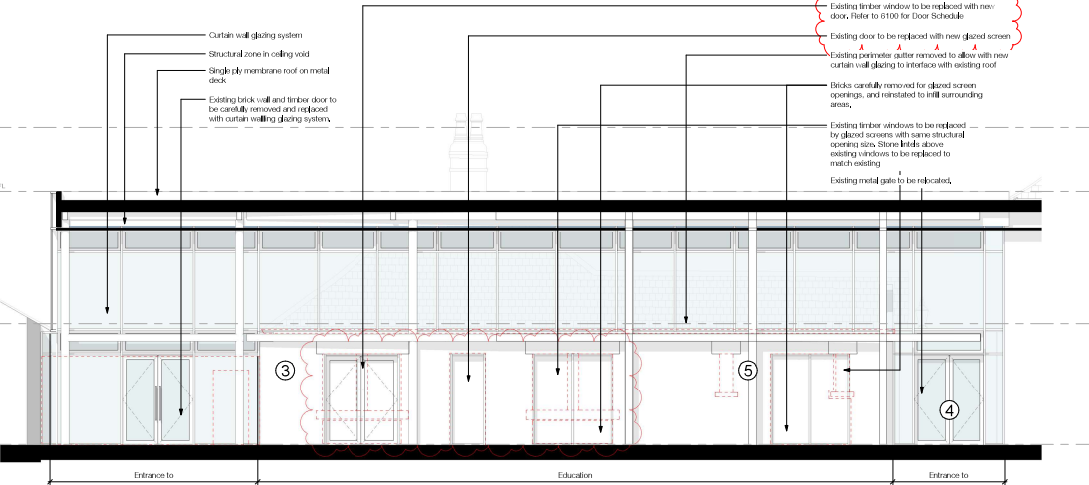 Existing timber window to be replaced with new
door. Refer to 6100 for Door Schedule
Existing door to be replaced with new glazed screen
Existing perimeter gutter removed to allow with new
curtain wall glazing to interface with existing roof
Bricks carefully removed for glazed screen
openings, and reinstated to infill surrounding
areas.
Existing timber windows to be replaced
by glazed screens with same structural
opening size. Stone lintels above
existing windows to be replaced to
match existing
Existing metal gate to be relocated.
Curtain wall glazing system
Structural zone in ceiling void
Single ply membrane roof on metal
deck
Existing brick wall and timber door to
be carefully removed and replaced
with curtain walling glazing system.
3
5
4
Entrance to
Education
Entrance to